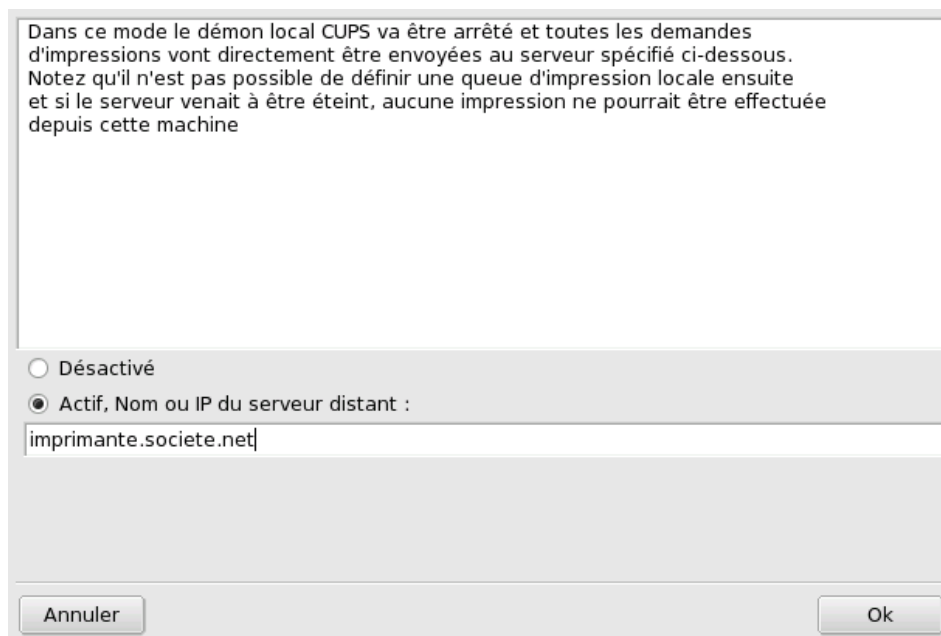 Dans ce mode le démon local CUPS va être arrêté et toutes les demandes
d'impressions vont directement être envoyées au serveur spécifié ci-dessous.
Notez qu'il n'est pas possible de définir une queue d'impression locale ensuite
et si le serveur venait à être éteint, aucune impression ne pourrait être effectuée
depuis cette machine
Désactivé
Actif, Nom ou IP du serveur distant :
imprimante.societe.net
Annuler
Ok